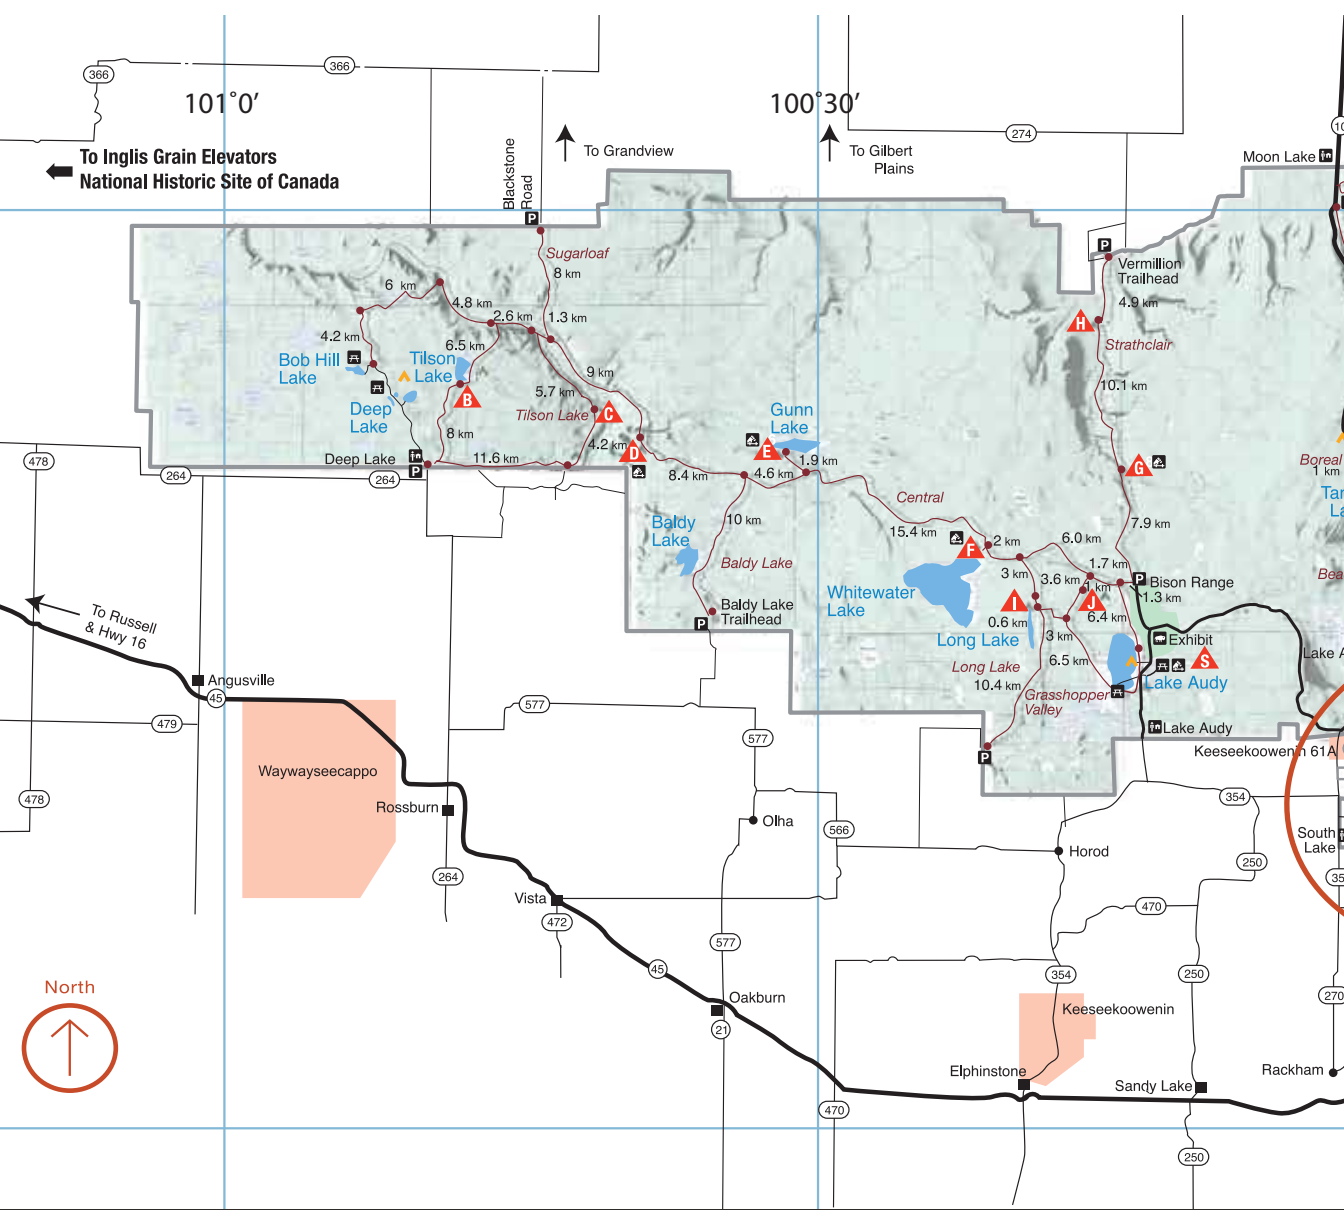 366
366
101°0'
100°30'
274
10
To Inglis Grain Elevators
National Historic Site of Canada
Blackstone
Road
To Grandview
To Gilbert
Plains
Moon Lake
P
Sugarloaf
8 km
P
Vermillion
Trailhead
4.9 km
6 km
4.8 km
2.6 km
1.3 km
H
Strathclair
4.2 km
6.5 km
Bob Hill
Lake
Tilson
Lake
9 km
10.1 km
B
5.7 km
Deep
Lake
Tilson Lake
C
Gunn
Lake
8 km
4.2 km
D
E
1.9 km
Deep Lake
P
11.6 km
8.4 km
4.6 km
G
Boreal
1 km
478
264
264
Central
Tar
La
Baldy
Lake
10 km
15.4 km
7.9 km
F
2 km
6.0 km
Baldy Lake
3 km
3.6 km
1.7 km
P
Bison Range
Bea
Whitewater
Lake
I
1 km
J
1.3 km
To Russell
& Hwy 16
Baldy Lake
Trailhead
P
0.6 km
6.4 km
Long Lake
3 km
Exhibit
Lake A
Long Lake
6.5 km
S
Angusville
10.4 km
Grasshopper
Valley
Lake Audy
45
577
479
577
Lake Audy
P
Keeseekoowenin 61A
Waywayseecappo
478
Rossburn
354
Olha
566
South
Lake
Horod
250
264
35
Vista
472
470
577
45
354
250
North
Oakburn
270
21
Keeseekoowenin
Elphinstone
Sandy Lake
Rackham
470
250